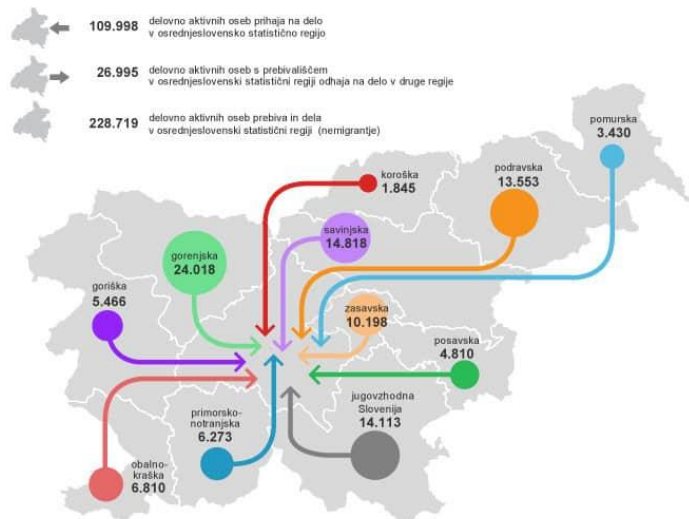 109.998 delovno aktivnih oseb prihaja na delo
v osrednjeslovensko statistično regijo
26.995 delovno aktivnih oseb s prebivališčem
v osrednjeslovenski statistični regiji odhaja na delo v druge regije
228.719 delovno aktivnih oseb prebiva in dela
v osrednjeslovenski statistični regiji (nemigrantje)
pomurska
3.430
podravska
13.553
koroška
1.845
savinjska
14.818
gorenjska
24.018
goriška
5.466
zasavska
10.198
posavska
4.810
jugovzhodna
Slovenija
14.113
primorsko-
notranjska
6.273
obalno-
kraška
6.810